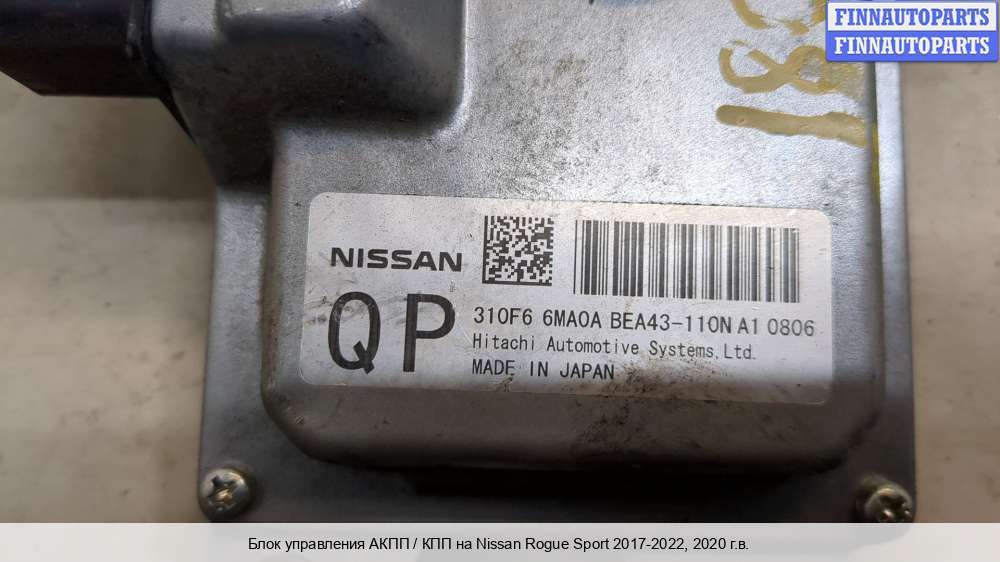 FINNAUTOPARTS
FINNAUTOPARTS
NISSAN
QP
310F6 6MA0A BEA43-110N A1 0806
Hitachi Automotive Systems,Ltd.
MADE IN JAPAN
Блок управления АКПП / КПП на Nissan Rogue Sport 2017-2022, 2020 г.в.